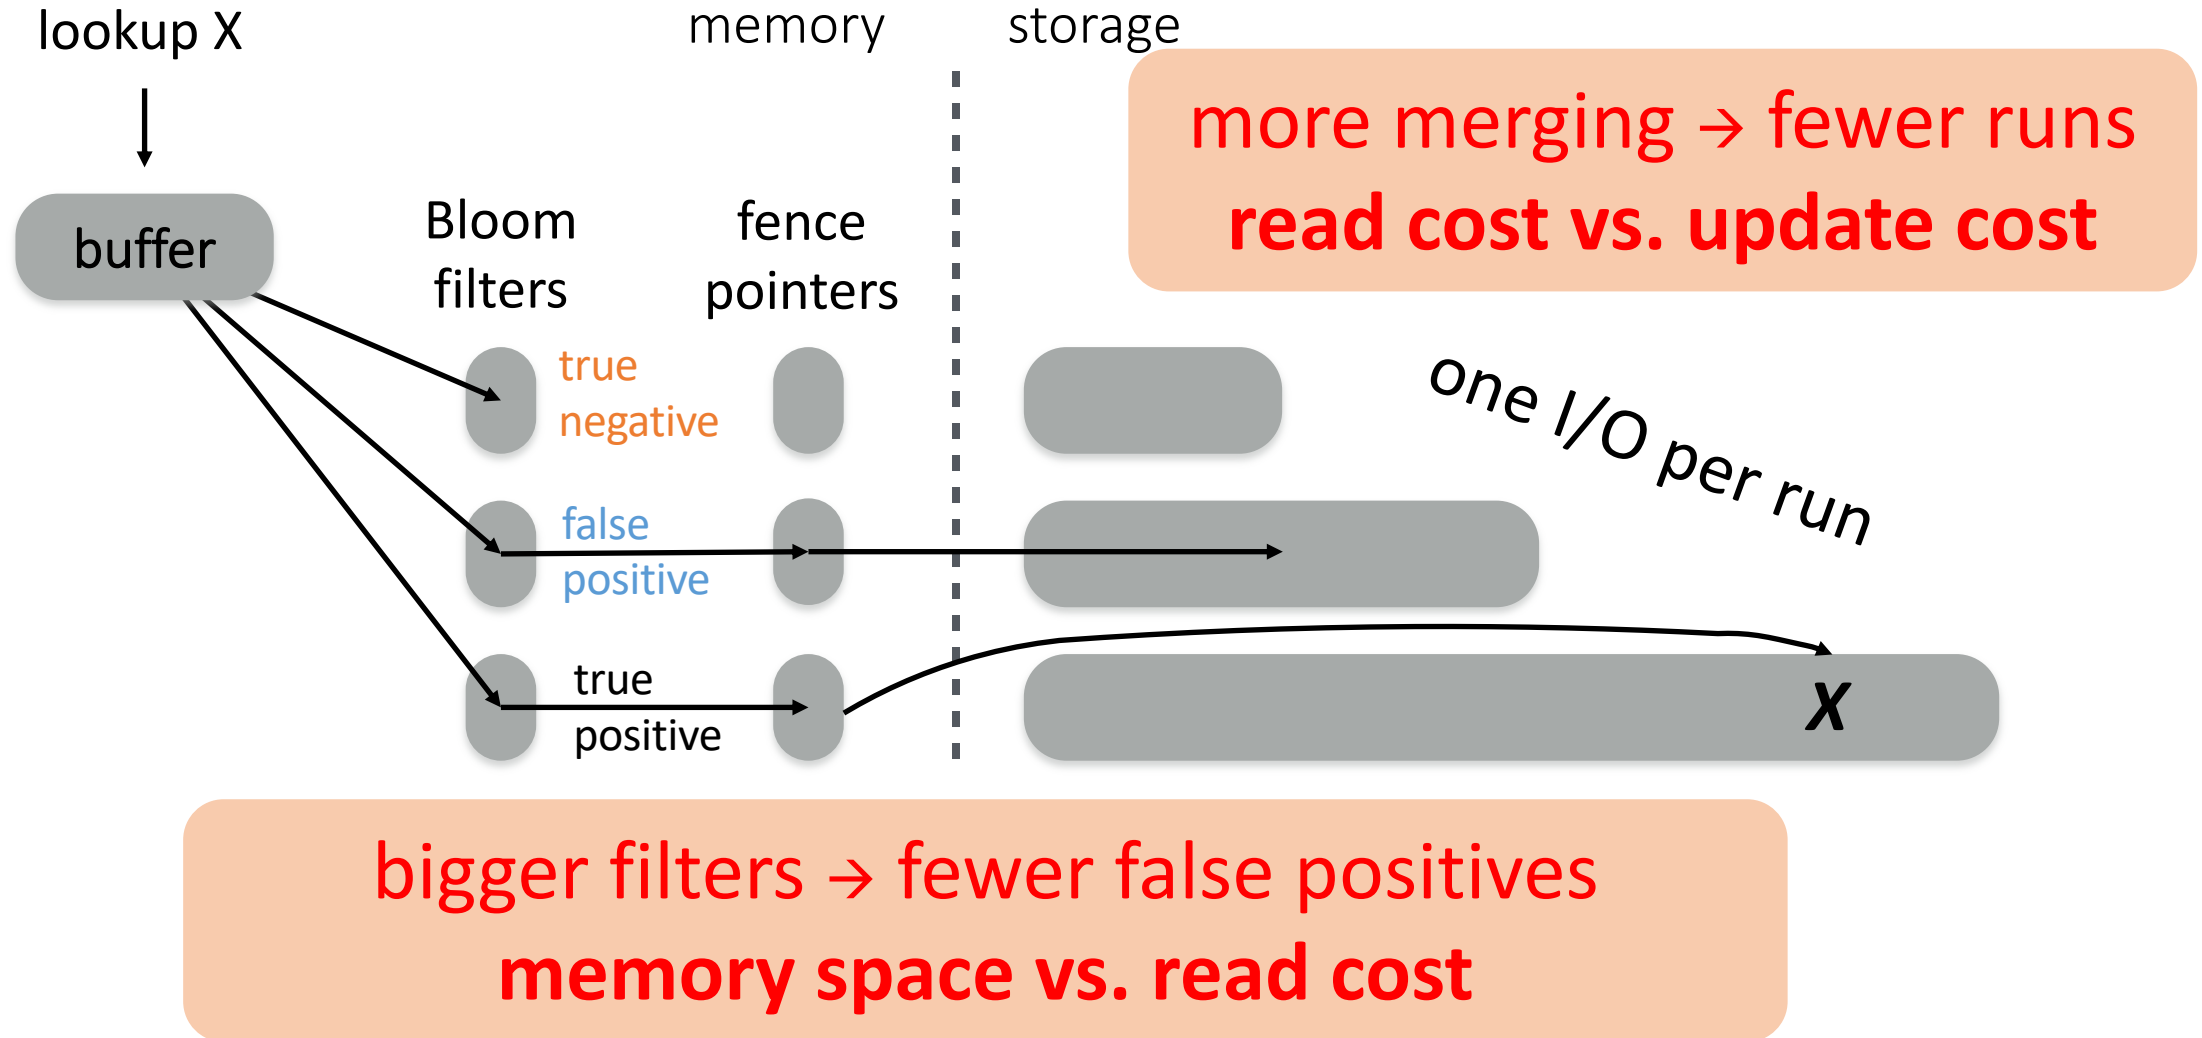 lookup X
memory
storage
more merging → fewer runs
read cost vs. update cost
buffer
Bloom
filters
fence
pointers
true
negative
one I/O per run
false
positive
true
positive
X
bigger filters → fewer false positives
memory space vs. read cost